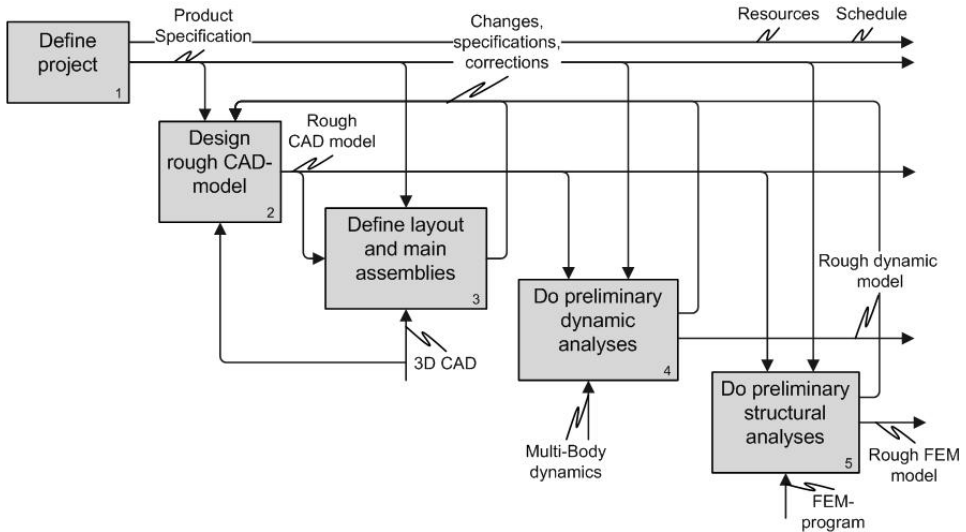 Product
Specification
Changes,
specifications,
corrections
Resources
Schedule
Define
project
1
Rough
CAD model
Design
rough CAD-
model
2
Define layout
and main
assemblies
3
Rough dynamic
model
Do preliminary
dynamic
analyses
4
3D CAD
Do preliminary
structural
analyses
5
Multi-Body
dynamics
Rough FEM
model
FEM-
program